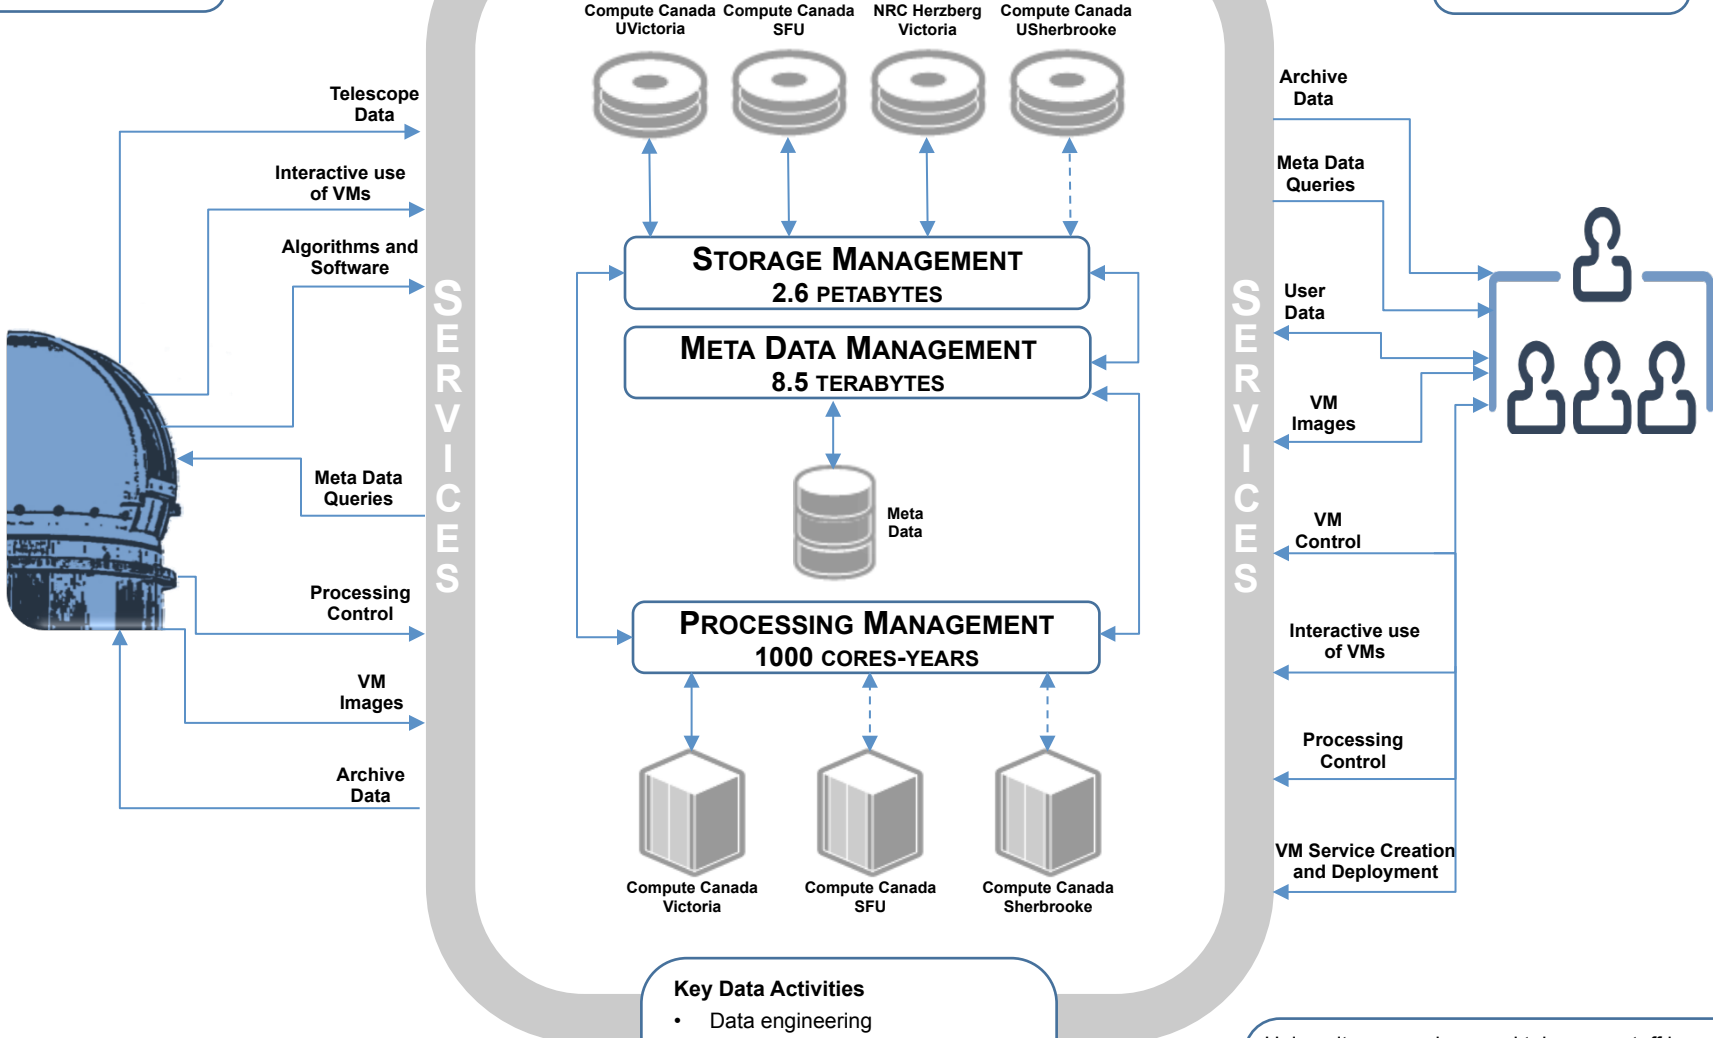 Compute Canada
UVictoria
Compute Canada
SFU
NRC Herzberg
Victoria
Compute Canada
USherbrooke
Telescope
Data
Interactive use
of VMs
Algorithms and
Software
Meta Data
Queries
Processing
Control
VM
Images
Archive
Data
SERVICES
STORAGE MANAGEMENT
2.6 PETABYTES
META DATA MANAGEMENT
8.5 TERABYTES
Meta
Data
PROCESSING MANAGEMENT
1000 CORES-YEARS
Compute Canada
Victoria
Compute Canada
SFU
Compute Canada
Sherbrooke
Key Data Activities
• Data engineering
SERVICES
Archive
Data
Meta Data
Queries
User
Data
VM
Images
VM
Control
Interactive use
of VMs
Processing
Control
VM Service Creation
and Deployment